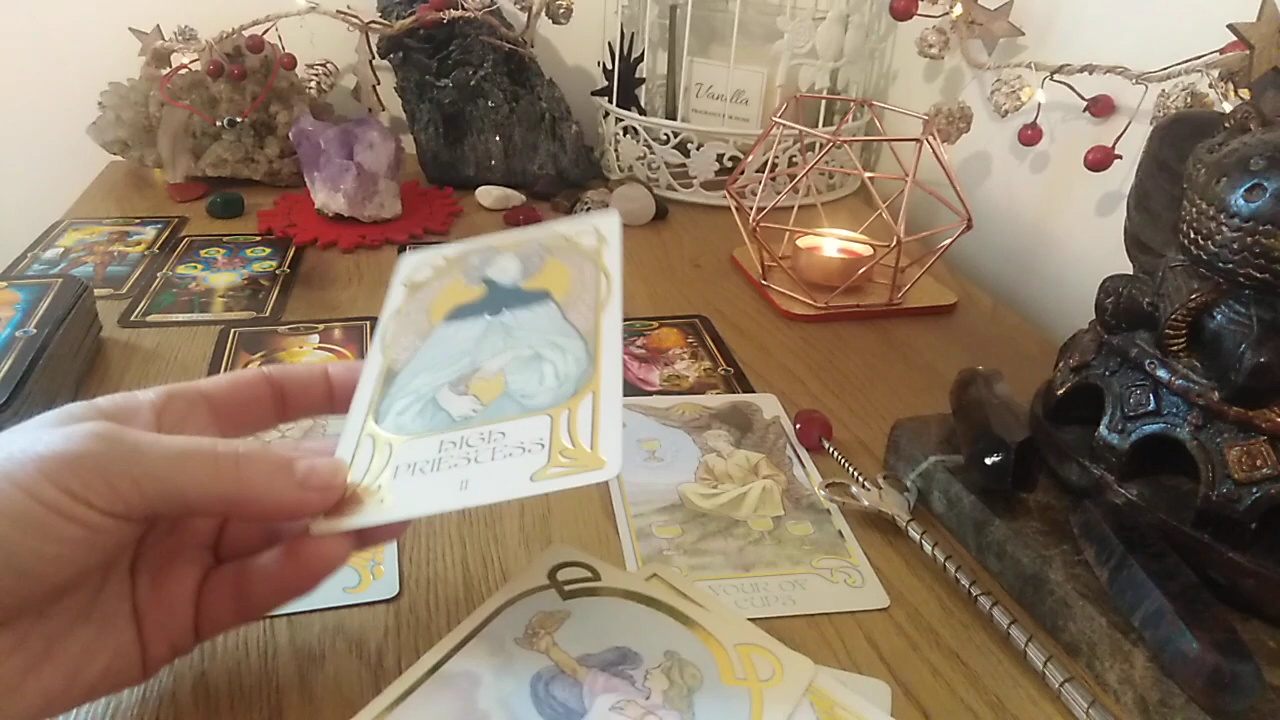 Vanilla
HIGH
PRIESTESS
II
FOUR OF
CUPS